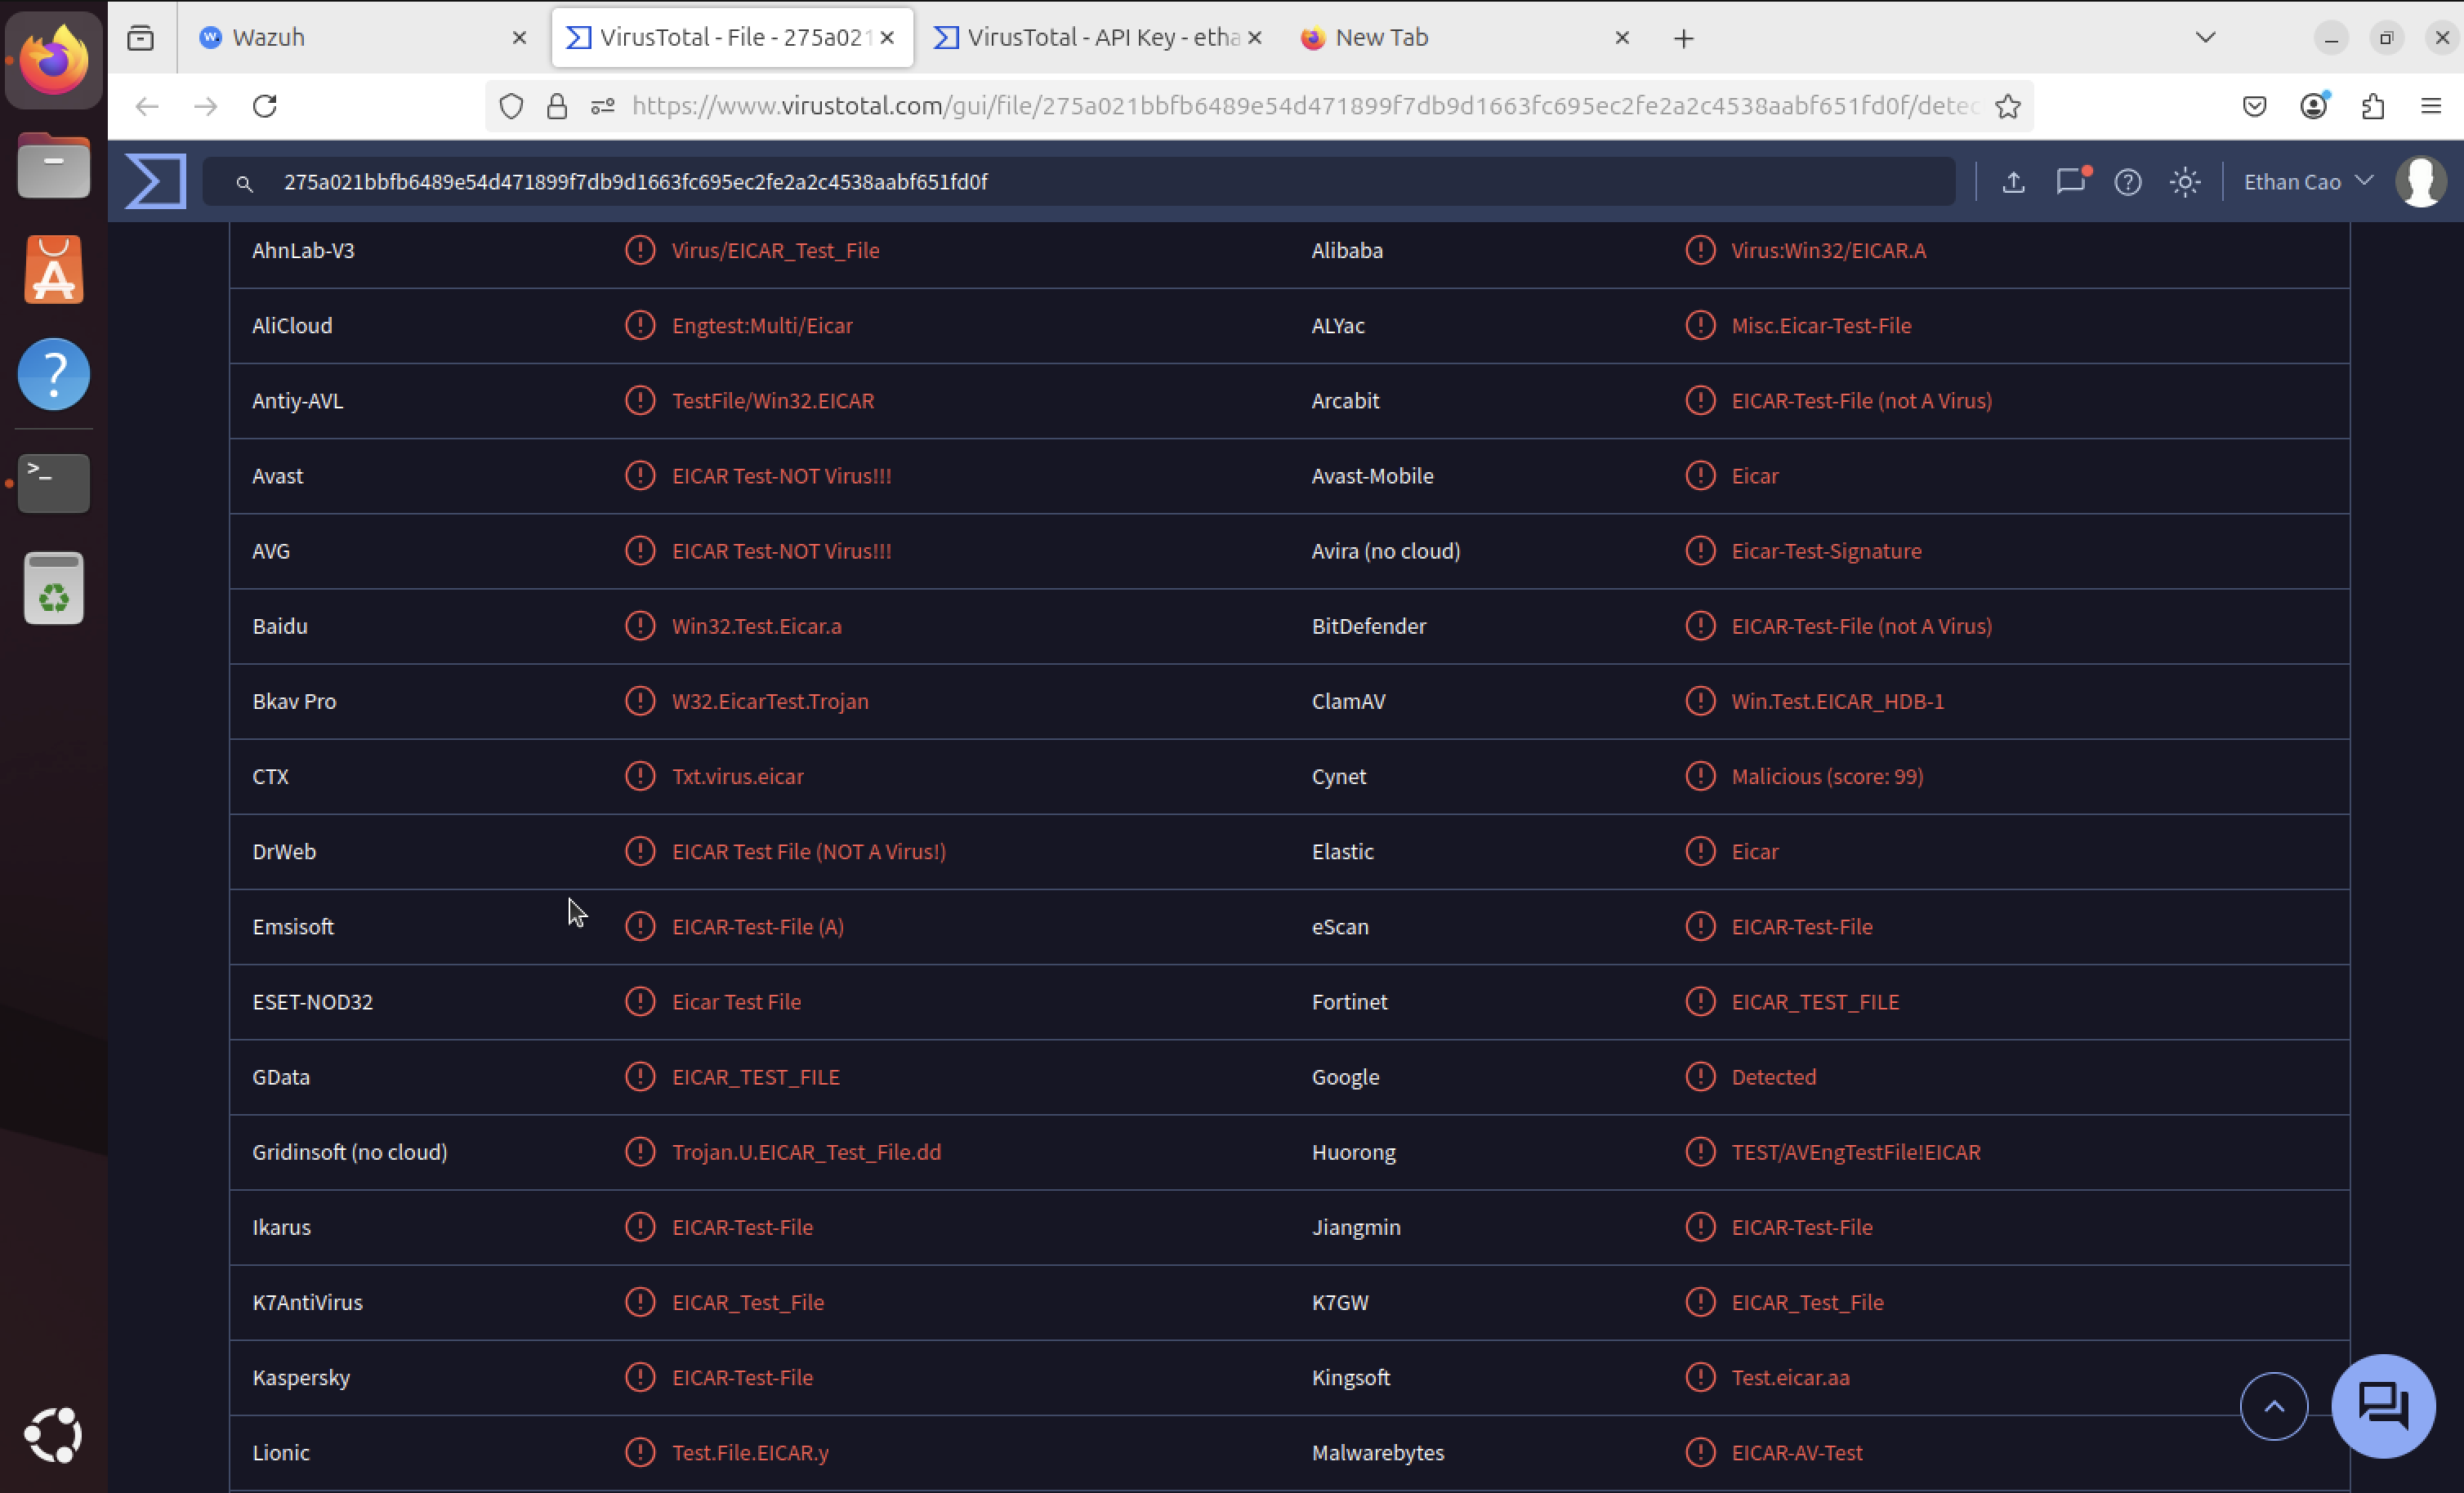 Wazuh
VirusTotal - File - 275a021
VirusTotal - API Key - etha
New Tab
https://www.virustotal.com/gui/file/275a021bbfb6489e54d471899f7db9d1663fc695ec2fe2a2c4538aabf651fd0f/detec
275a021bbfb6489e54d471899f7db9d1663fc695ec2fe2a2c4538aabf651fd0f
Ethan Cao
AhnLab-V3 Virus/EICAR_Test_File Alibaba Virus:Win32/EICAR.A
AliCloud Engtest:Multi/Eicar ALYac Misc.Eicar-Test-File
Antiy-AVL TestFile/Win32.EICAR Arcabit EICAR-Test-File (not A Virus)
Avast EICAR Test-NOT Virus!!! Avast-Mobile Eicar
AVG EICAR Test-NOT Virus!!! Avira (no cloud) Eicar-Test-Signature
Baidu Win32.Test.Eicar.a BitDefender EICAR-Test-File (not A Virus)
Bkav Pro W32.EicarTest.Trojan ClamAV Win.Test.EICAR_HDB-1
CTX Txt.virus.eicar Cynet Malicious (score: 99)
DrWeb EICAR Test File (NOT A Virus!) Elastic Eicar
Emsisoft EICAR-Test-File (A) eScan EICAR-Test-File
ESET-NOD32 Eicar Test File Fortinet EICAR_TEST_FILE
GData EICAR_TEST_FILE Google Detected
Gridinsoft (no cloud) Trojan.U.EICAR_Test_File.dd Huorong TEST/AVEngTestFile!EICAR
Ikarus EICAR-Test-File Jiangmin EICAR-Test-File
K7AntiVirus EICAR_Test_File K7GW EICAR_Test_File
Kaspersky EICAR-Test-File Kingsoft Test.eicar.aa
Lionic Test.File.EICAR.y Malwarebytes EICAR-AV-Test